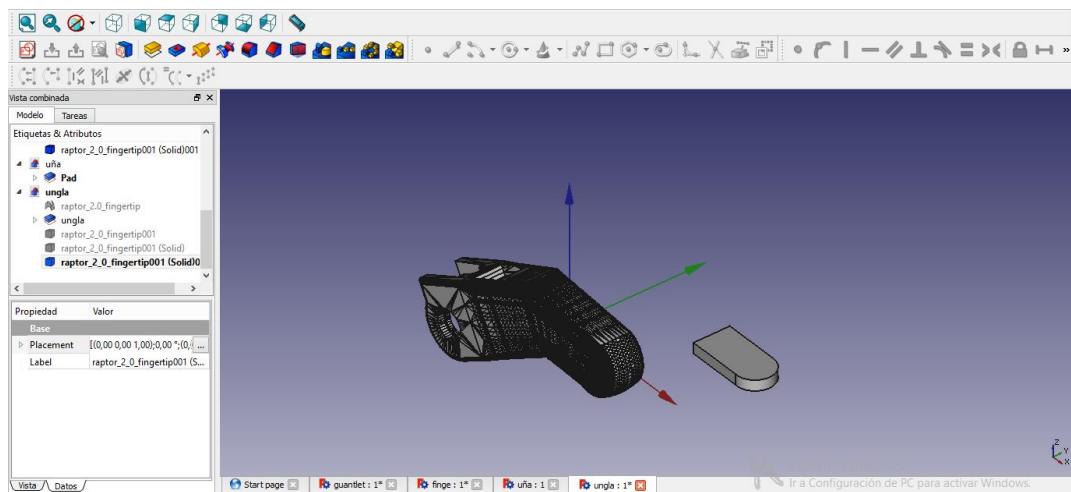 »
Vista combinada
Modelo Tareas
Etiquetas & Atributos
raptor_2_0_fingertip001 (Solid)001
uña
Pad
ungla
raptor_2.0_fingertip
ungla
raptor_2_0_fingertip001
raptor_2_0_fingertip001 (Solid)
raptor_2_0_fingertip001 (Solid)0
Propiedad Valor
Base
Placement [(0,00 0,00 1,00);0,00 °;(0, ...
Label raptor_2_0_fingertip001 (S...
Z
Y
X
Ir a Configuración de PC para activar Windows.
Vista Datos Start page guantlet : 1* finge : 1* uña : 1 ungla : 1*